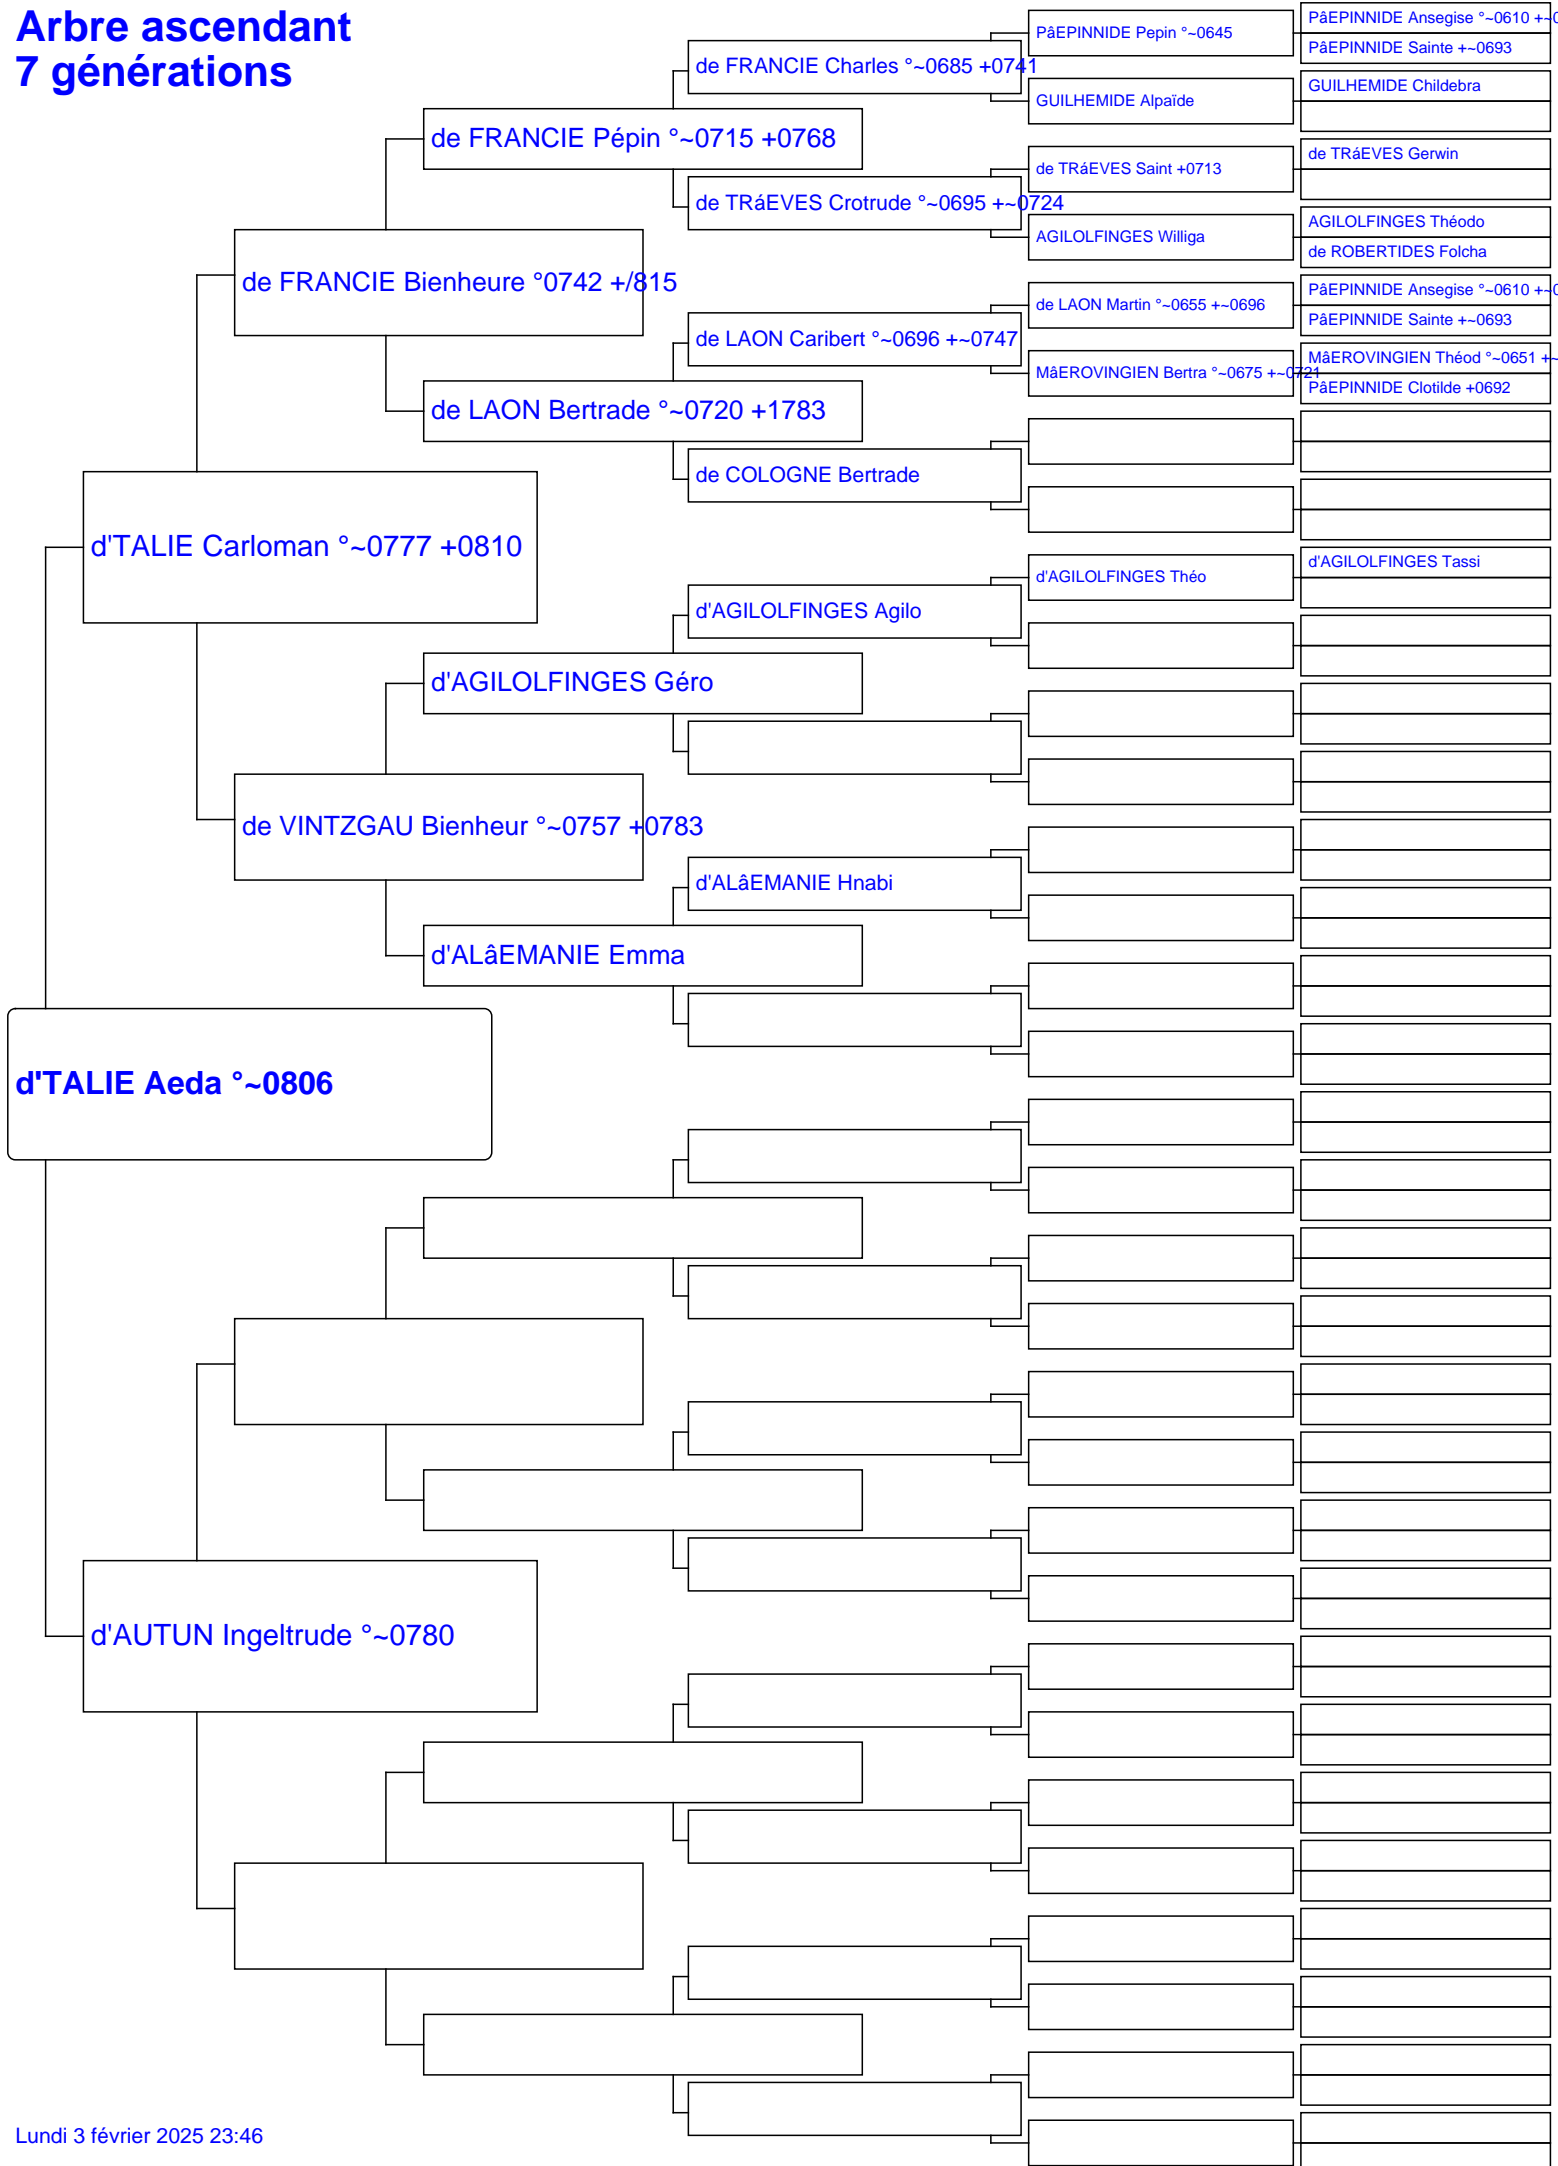 Arbre ascendant
7 générations
PâEPINNIDE Ansegise °~0610 +~0
PâEPINNIDE Pepin °~0645
PâEPINNIDE Sainte +~0693
de FRANCIE Charles °~0685 +0741
GUILHEMIDE Childebra
GUILHEMIDE Alpaïde
de FRANCIE Pépin °~0715 +0768
de TRáEVES Gerwin
de TRáEVES Saint +0713
de TRáEVES Crotrude °~0695 +~0724
AGILOLFINGES Théodo
AGILOLFINGES Williga
de ROBERTIDES Folcha
de FRANCIE Bienheure °0742 +/815
PâEPINNIDE Ansegise °~0610 +~0
de LAON Martin °~0655 +~0696
PâEPINNIDE Sainte +~0693
de LAON Caribert °~0696 +~0747
MâEROVINGIEN Théod °~0651 +~
MâEROVINGIEN Bertra °~0675 +~0721
PâEPINNIDE Clotilde +0692
de LAON Bertrade °~0720 +1783
de COLOGNE Bertrade
d'TALIE Carloman °~0777 +0810
d'AGILOLFINGES Tassi
d'AGILOLFINGES Théo
d'AGILOLFINGES Agilo
d'AGILOLFINGES Géro
de VINTZGAU Bienheur °~0757 +0783
d'ALâEMANIE Hnabi
d'ALâEMANIE Emma
d'TALIE Aeda °~0806
d'AUTUN Ingeltrude °~0780
Lundi 3 février 2025 23:46